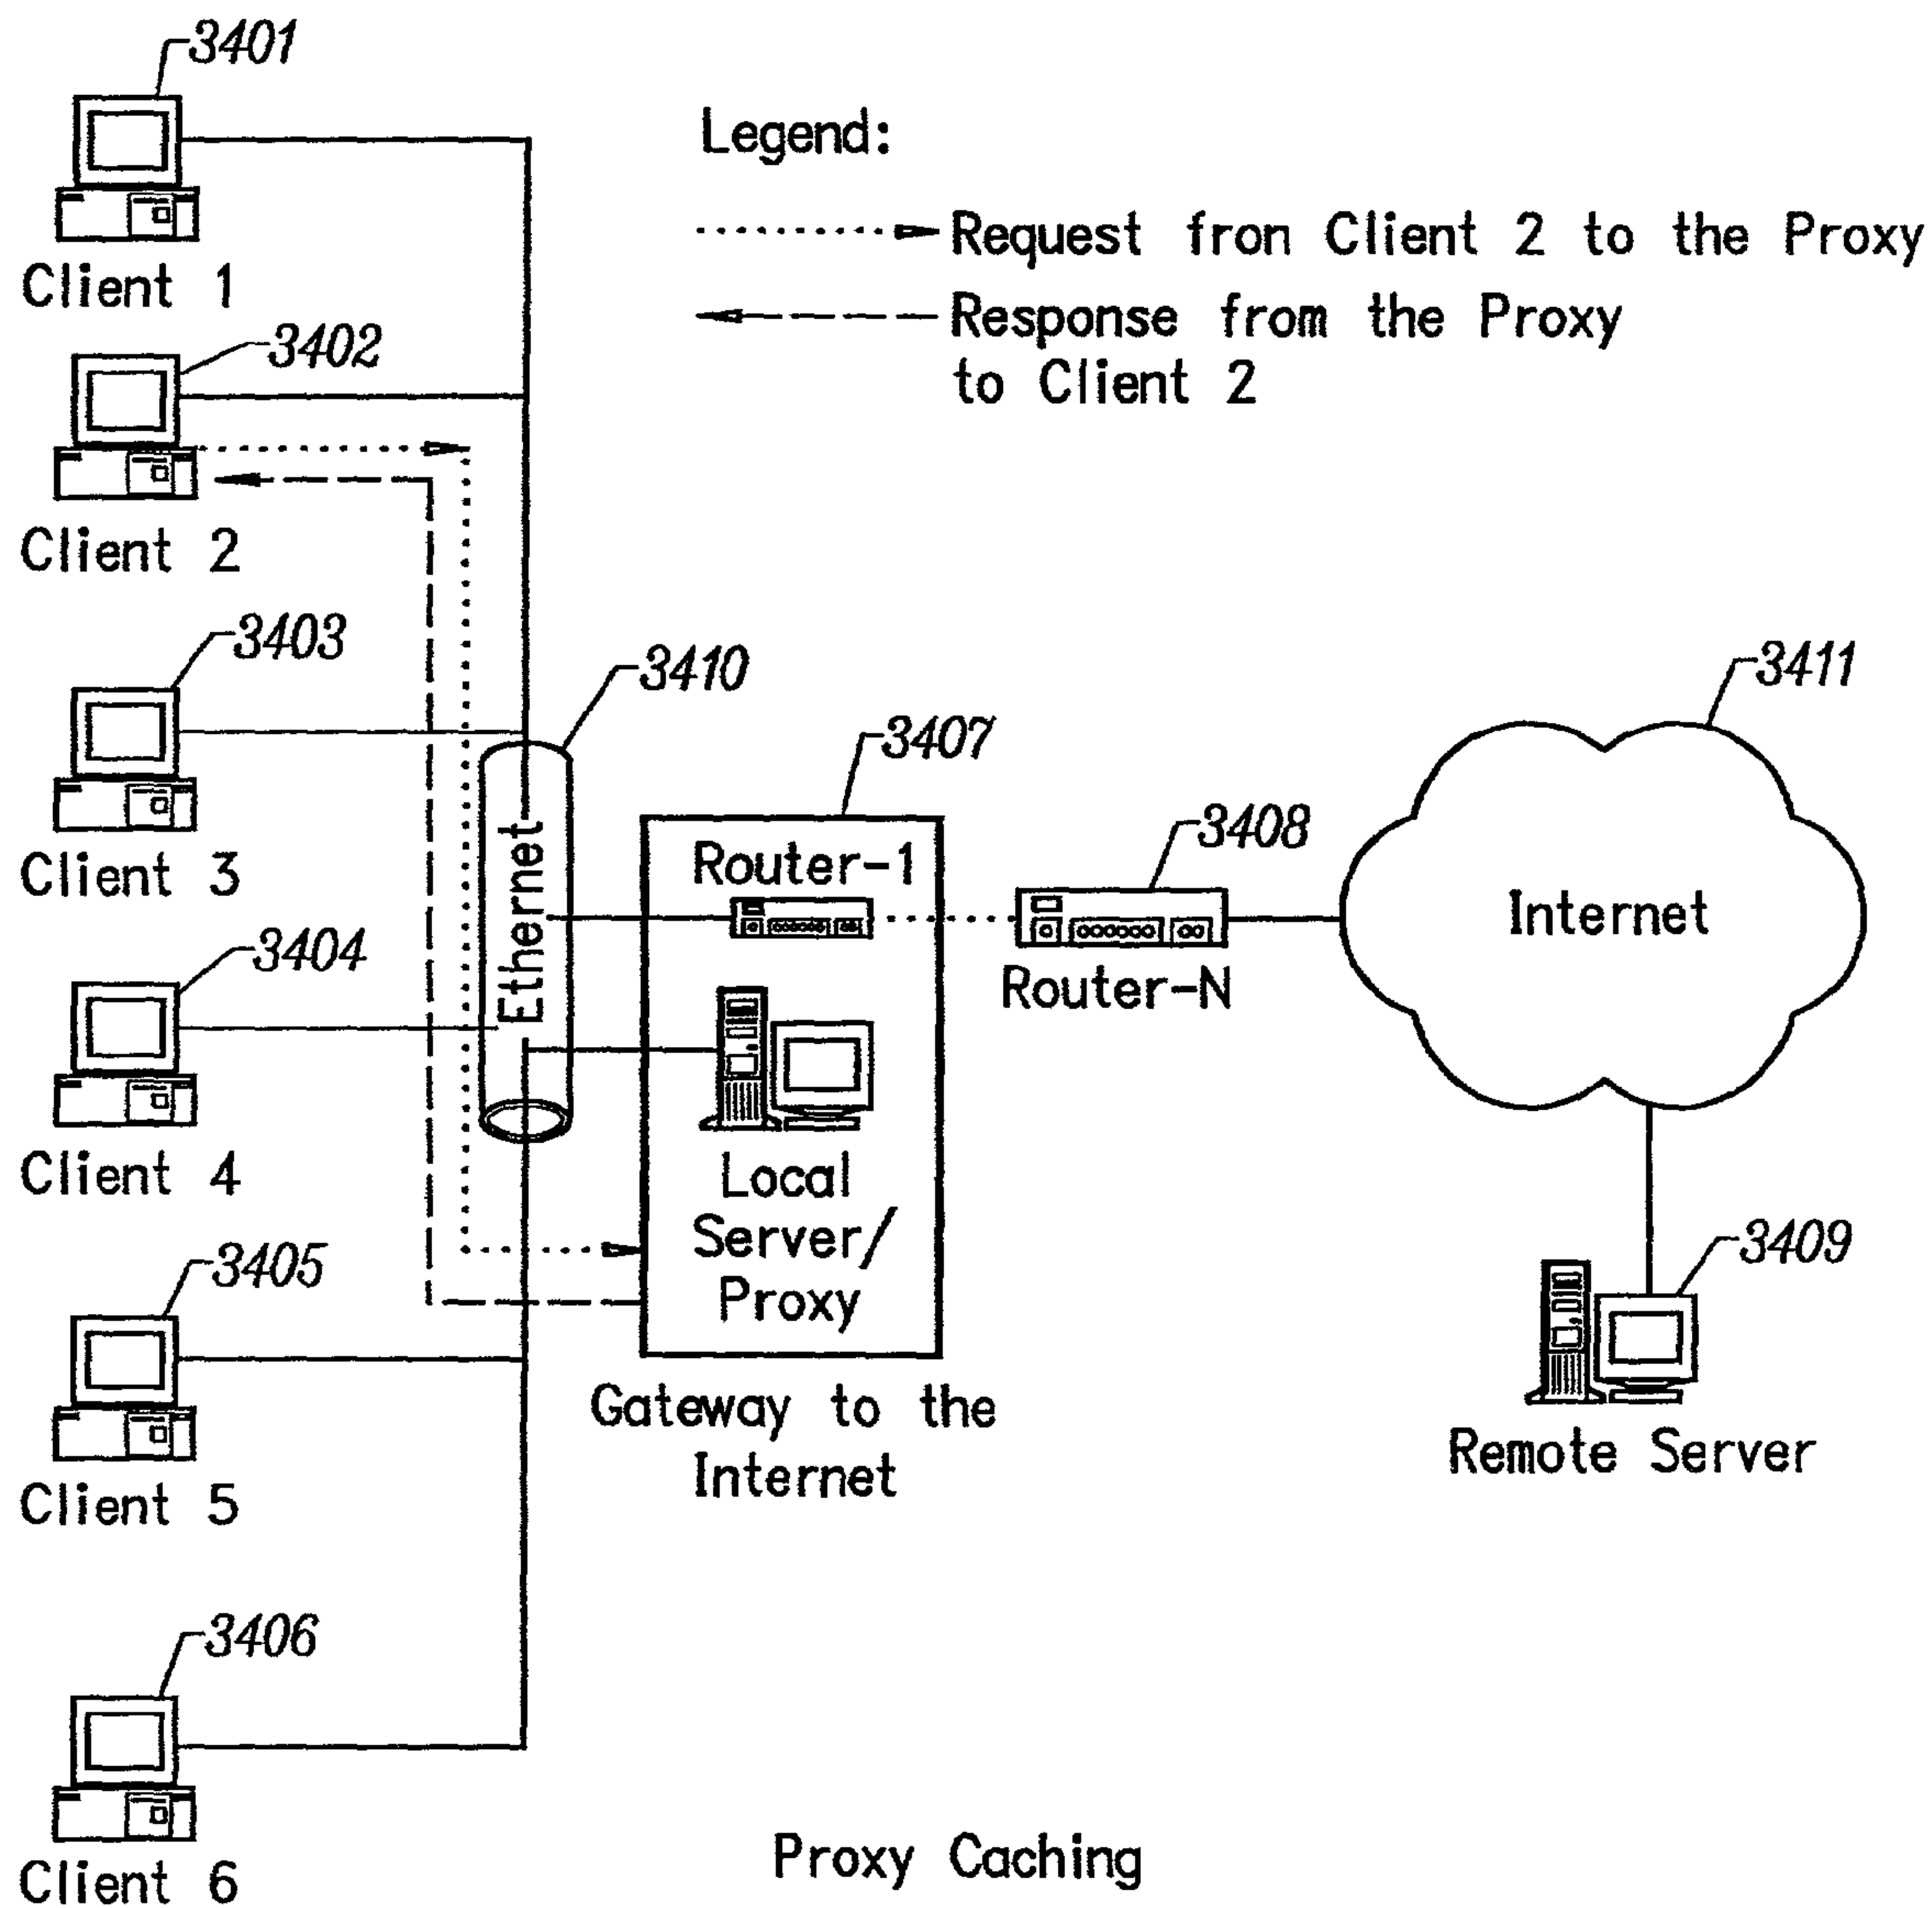 3401
Client 1
Legend:
Request fron Client 2 to the Proxy
Response from the Proxy
to Client 2
3402
Client 2
3403
Client 3
3410
3407
3411
Ethernet
Router-1
3408
Router-N
Internet
3404
Client 4
Local
Server/
Proxy
3405
Client 5
Gateway to the
Internet
3409
Remote Server
3406
Client 6
Proxy Caching